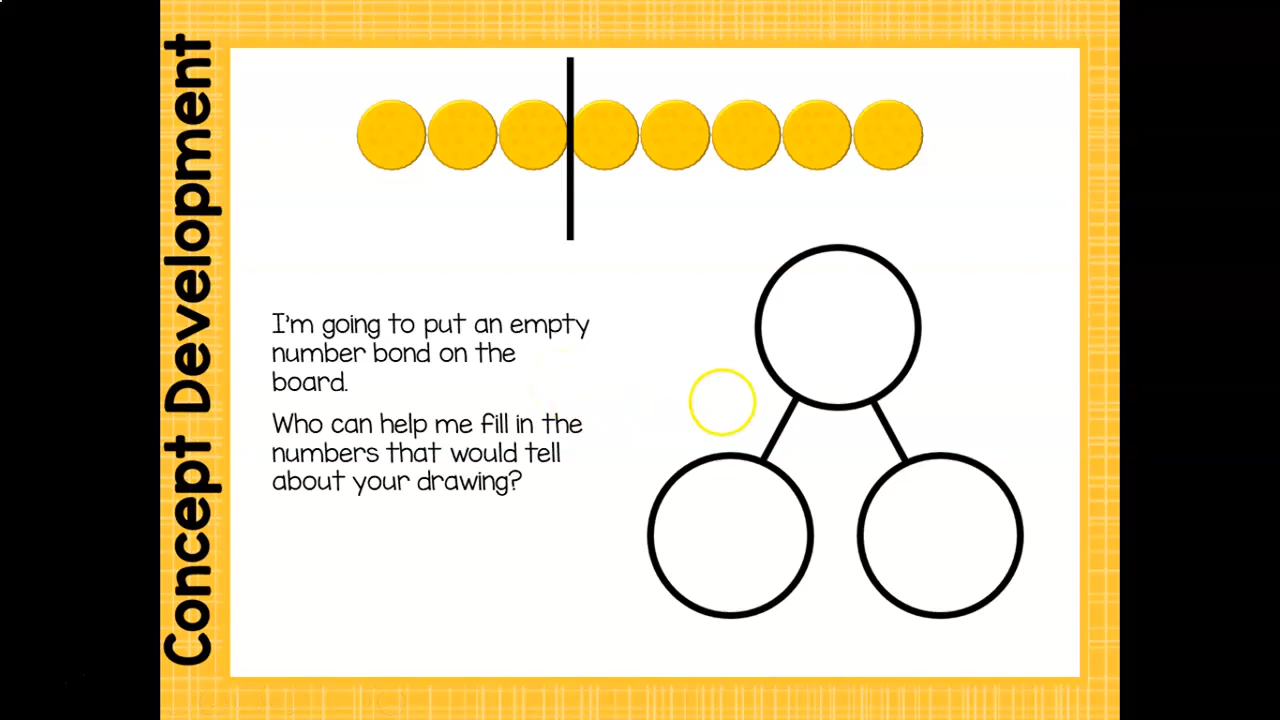 Concept Development
I'm going to put an empty
number bond on the
board.
Who can help me fill in the
numbers that would tell
about your drawing?